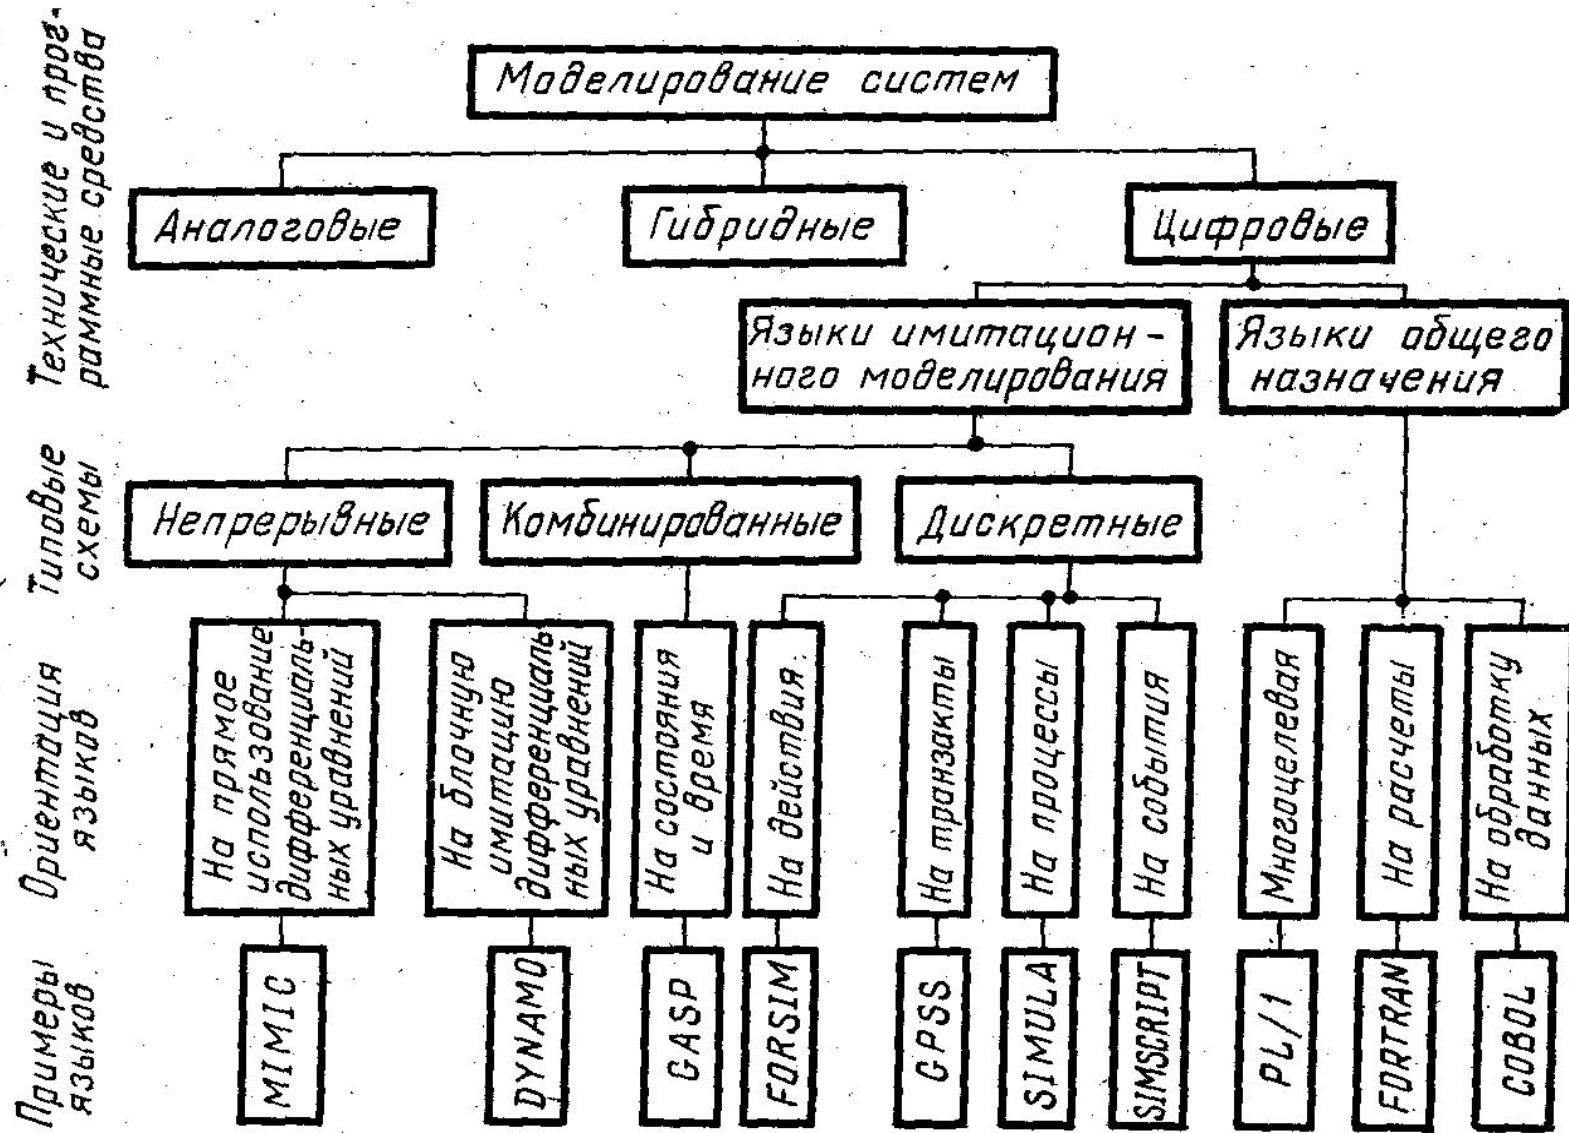 Технические и прог-
раммные средства
Моделирование систем
Аналоговые
Гибридные
Цифровые
Языки имитацион-
ного моделирования
Языки общего
назначения
Типовые
схемы
Непрерывные
Комбинированные
Дискретные
Ориентация
языков
На прямое
использование
дифференциаль-
ных уравнений
На блочную
имитацию
дифференциаль
ных уравнений
На состояния
и время
На действия
На транзакты
На процессы
На события
Многоцелевая
На расчеты
На обработку
данных
Примеры
языков
MIMIC
DYNAMO
GASP
FORSIM
GPSS
SIMULA
SIMSCRIPT
PL/1
FORTRAN
COBOL